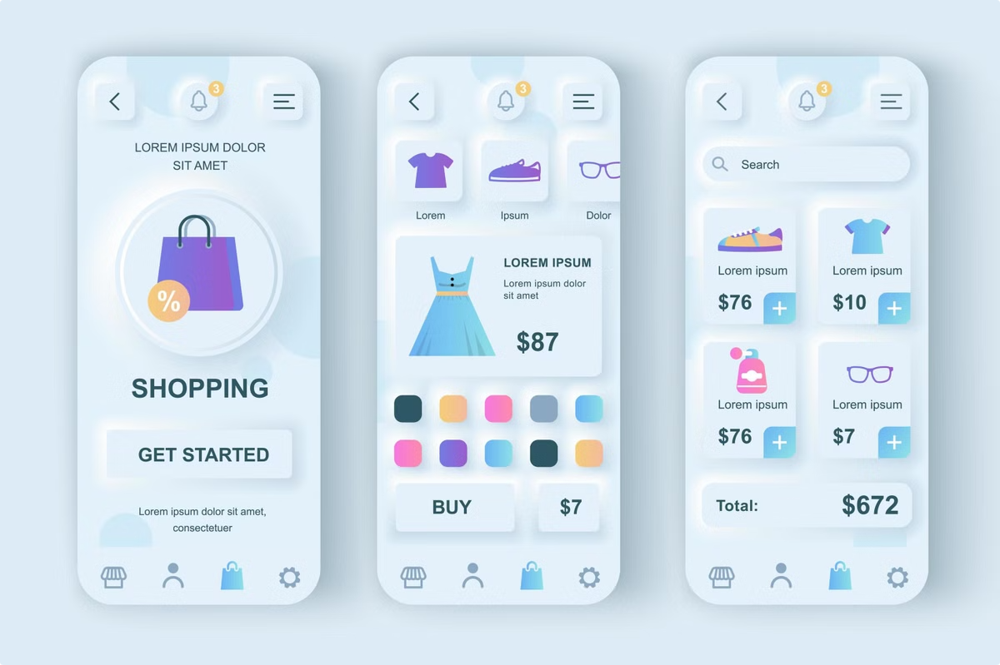 3
LOREM IPSUM DOLOR
SIT AMET
%
SHOPPING
GET STARTED
Lorem ipsum dolor sit amet,
consectetuer
3
Lorem
Ipsum
Dolor
LOREM IPSUM
Lorem ipsum dolor
sit amet
$87
BUY
$7
3
Search
Lorem ipsum
Lorem ipsum
$76
+
$10
+
Lorem ipsum
Lorem ipsum
$76
+
$7
+
Total:
$672